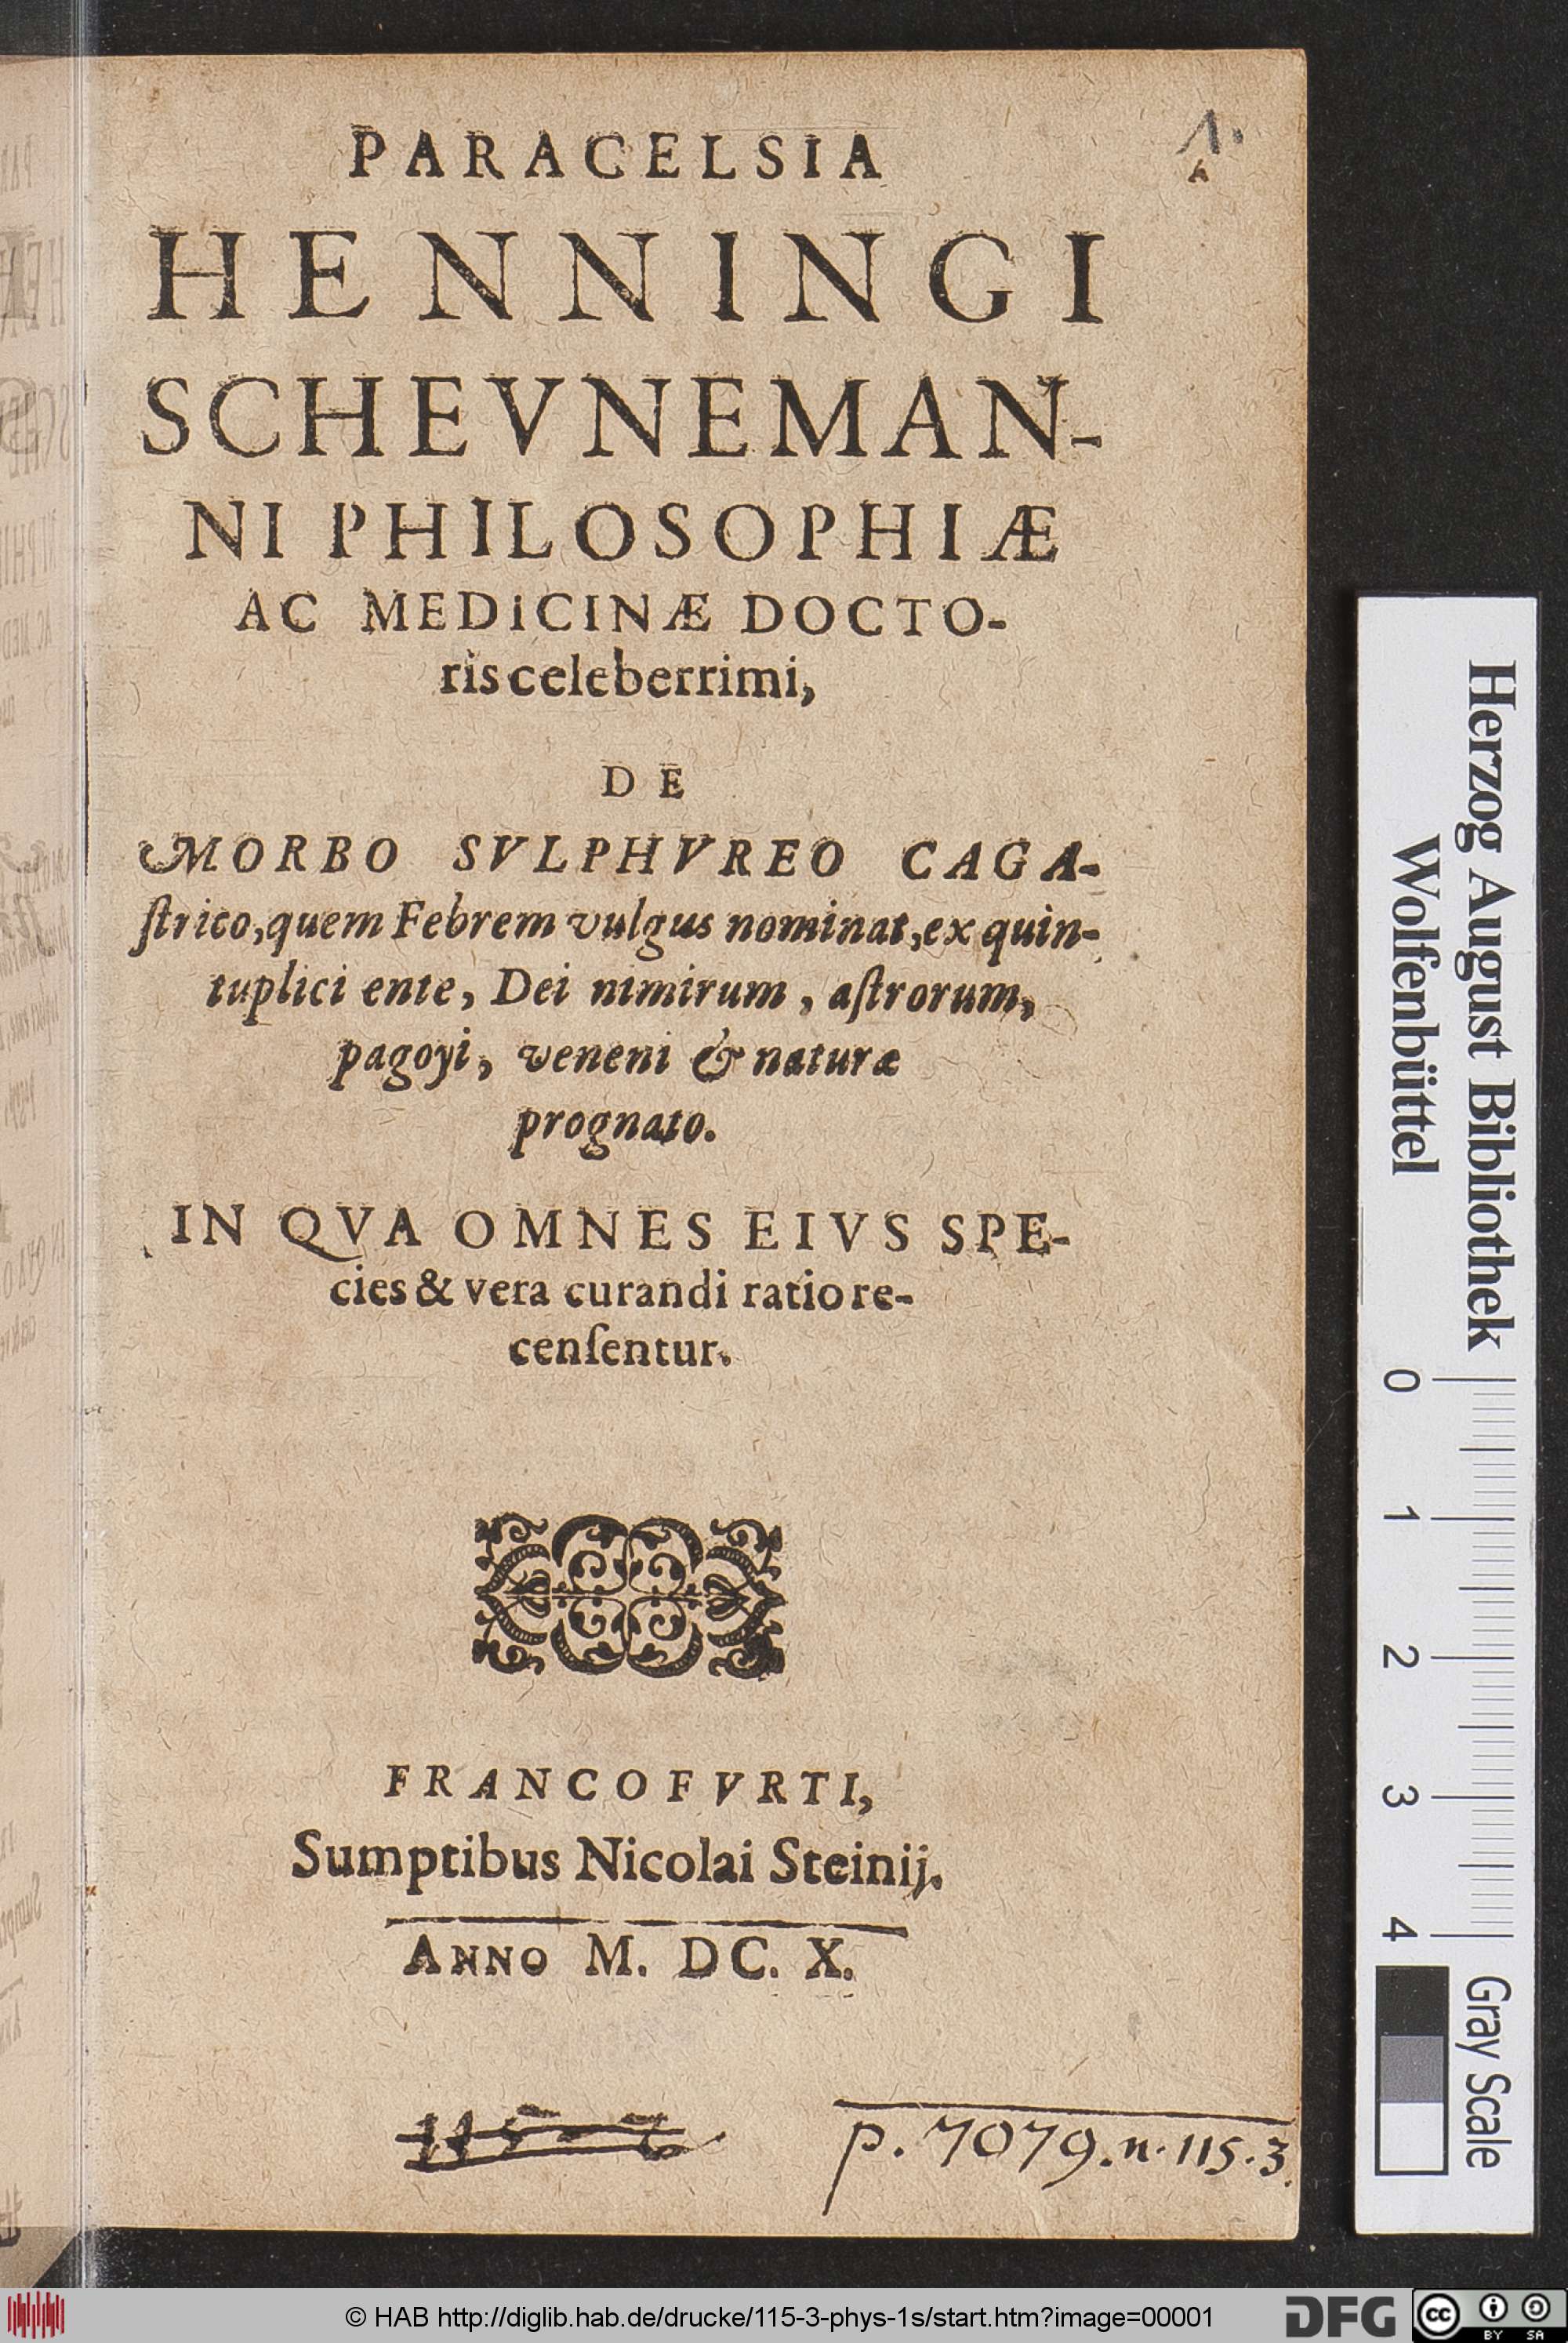 1.
PARACELSIA
HENNINGI
SCHEVNEMAN-
NI PHILOSOPHIÆ
AC MEDICINÆ DOCTO-
ris celeberrimi,
DE
MORBO SVLPHVREO CAGA-
ſtrico, quem Febrem vulgus nominat, ex quin-
tuplici ente, Dei nimirum, aſtrorum,
pagoyi, veneni & naturæ
prognato.
IN QVA OMNES EIVS SPE-
cies & vera curandi ratio re-
cenſentur.
FRANCOFVRTI,
Sumptibus Nicolai Steinij.
ANNO M. DC. X.
p. 7079. n. 115. 3.
Herzog August Bibliothek
Wolfenbüttel
0 1 2 3 4
Gray Scale
© HAB http://diglib.hab.de/drucke/115-3-phys-1s/start.htm?image=00001
DFG
cc BY SA